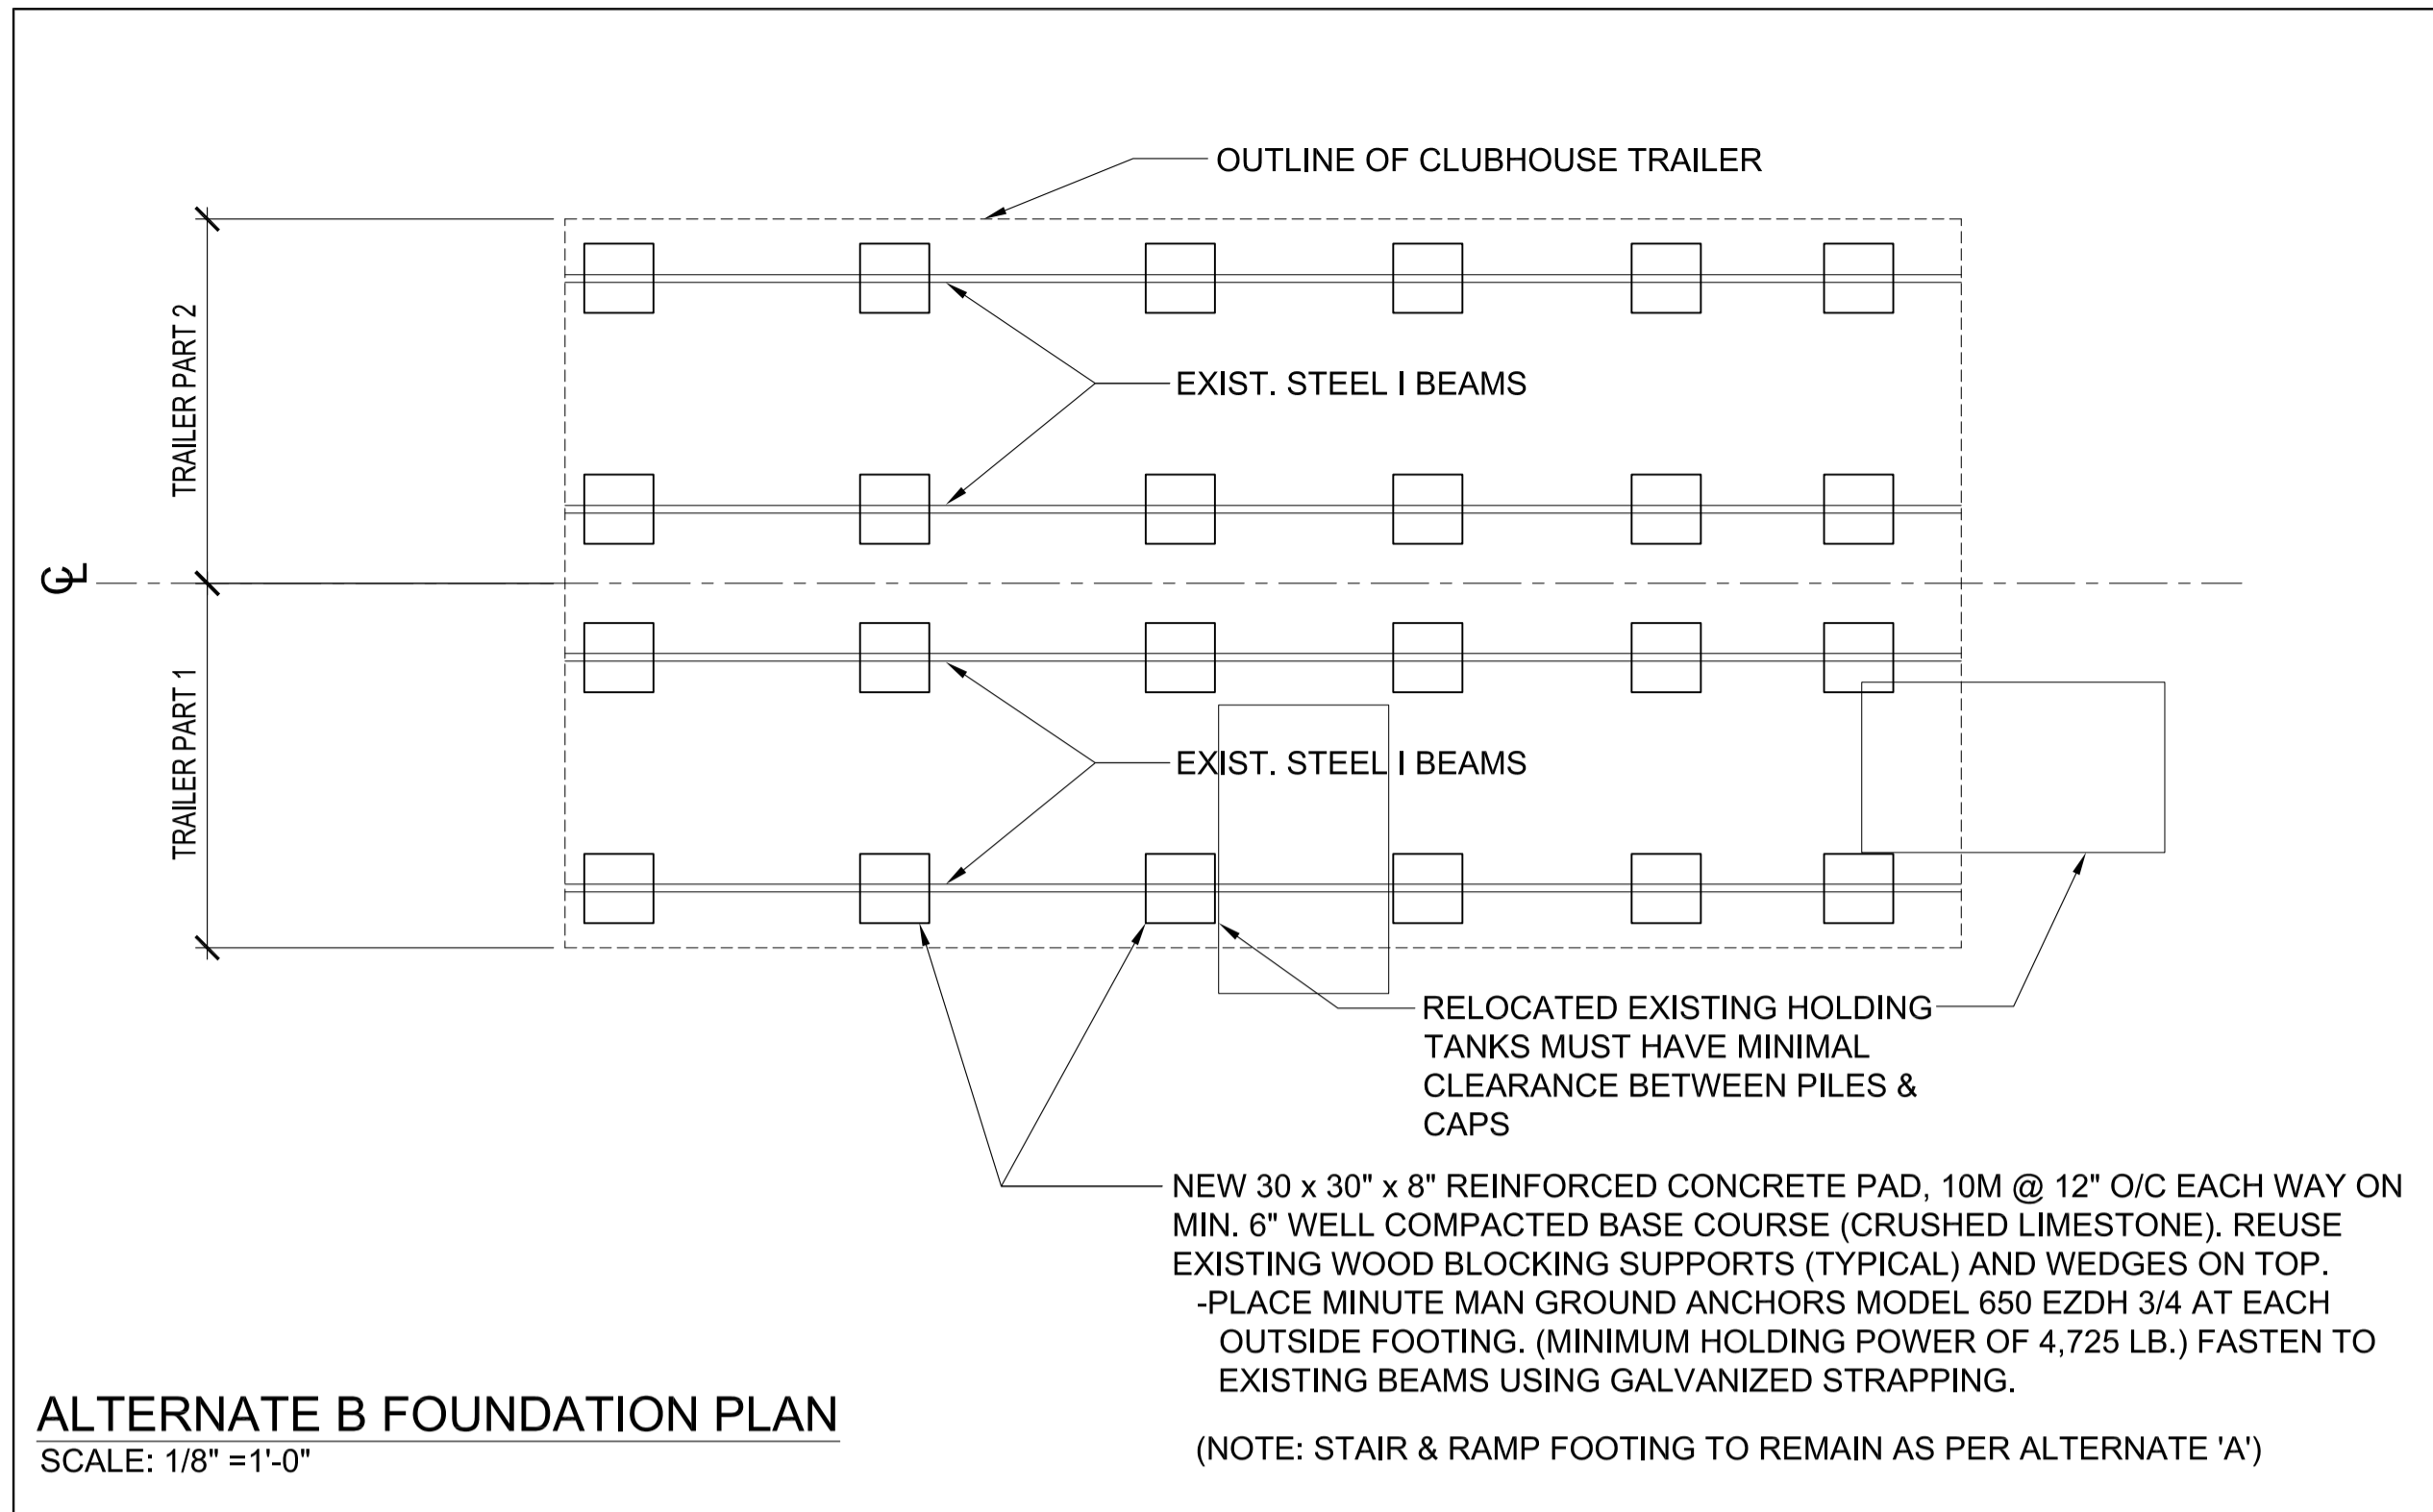 OUTLINE OF CLUBHOUSE TRAILER
TRAILER PART 2
EXIST. STEEL I BEAMS
℄
TRAILER PART 1
EXIST. STEEL I BEAMS
RELOCATED EXISTING HOLDING
TANKS MUST HAVE MINIMAL
CLEARANCE BETWEEN PILES &
CAPS
NEW 30 x 30" x 8" REINFORCED CONCRETE PAD, 10M @ 12" O/C EACH WAY ON
MIN. 6" WELL COMPACTED BASE COURSE (CRUSHED LIMESTONE). REUSE
EXISTING WOOD BLOCKING SUPPORTS (TYPICAL) AND WEDGES ON TOP.
-PLACE MINUTE MAN GROUND ANCHORS MODEL 650 EZDH 3/4 AT EACH
OUTSIDE FOOTING. (MINIMUM HOLDING POWER OF 4,725 LB.) FASTEN TO
EXISTING BEAMS USING GALVANIZED STRAPPING.
(NOTE: STAIR & RAMP FOOTING TO REMAIN AS PER ALTERNATE 'A')
ALTERNATE B FOUNDATION PLAN
SCALE: 1/8" =1'-0"